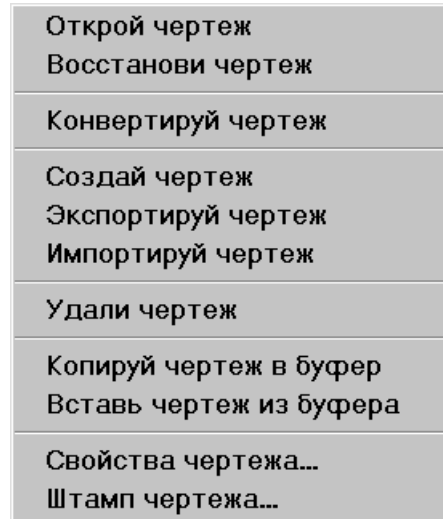 Открой чертеж
Восстанови чертеж
Конвертируй чертеж
Создай чертеж
Экспортируй чертеж
Импортируй чертеж
Удали чертеж
Копируй чертеж в буфер
Вставь чертеж из буфера
Свойства чертежа...
Штамп чертежа...